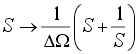 S → 1/ΔΩ (S + 1/S)